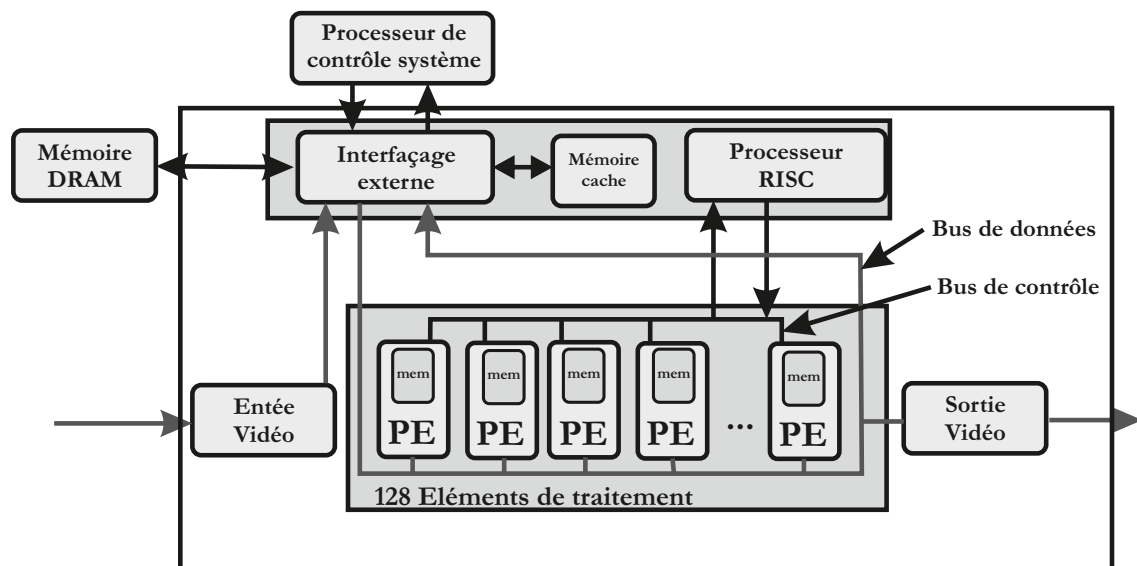 Processeur de
contrôle système
Mémoire
DRAM
Interfaçage
externe
Mémoire
cache
Processeur
RISC
Bus de données
Bus de contrôle
mem
mem
mem
mem
mem
PE
PE
PE
PE
...
PE
Entée
Vidéo
Sortie
Vidéo
128 Eléments de traitement